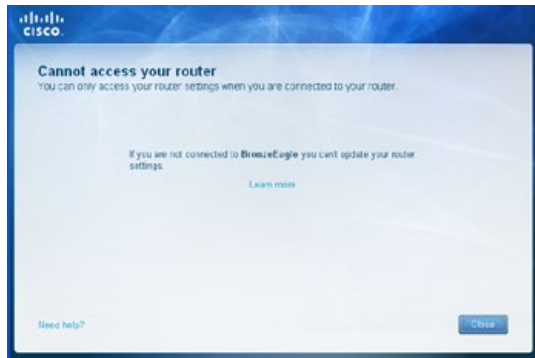 CISCO.
Cannot access your router
You can only access your router settings when you are connected to your router.
If you are not connected to BronzeEagle you can't update your router
settings.
Learn more
Need help?
Close